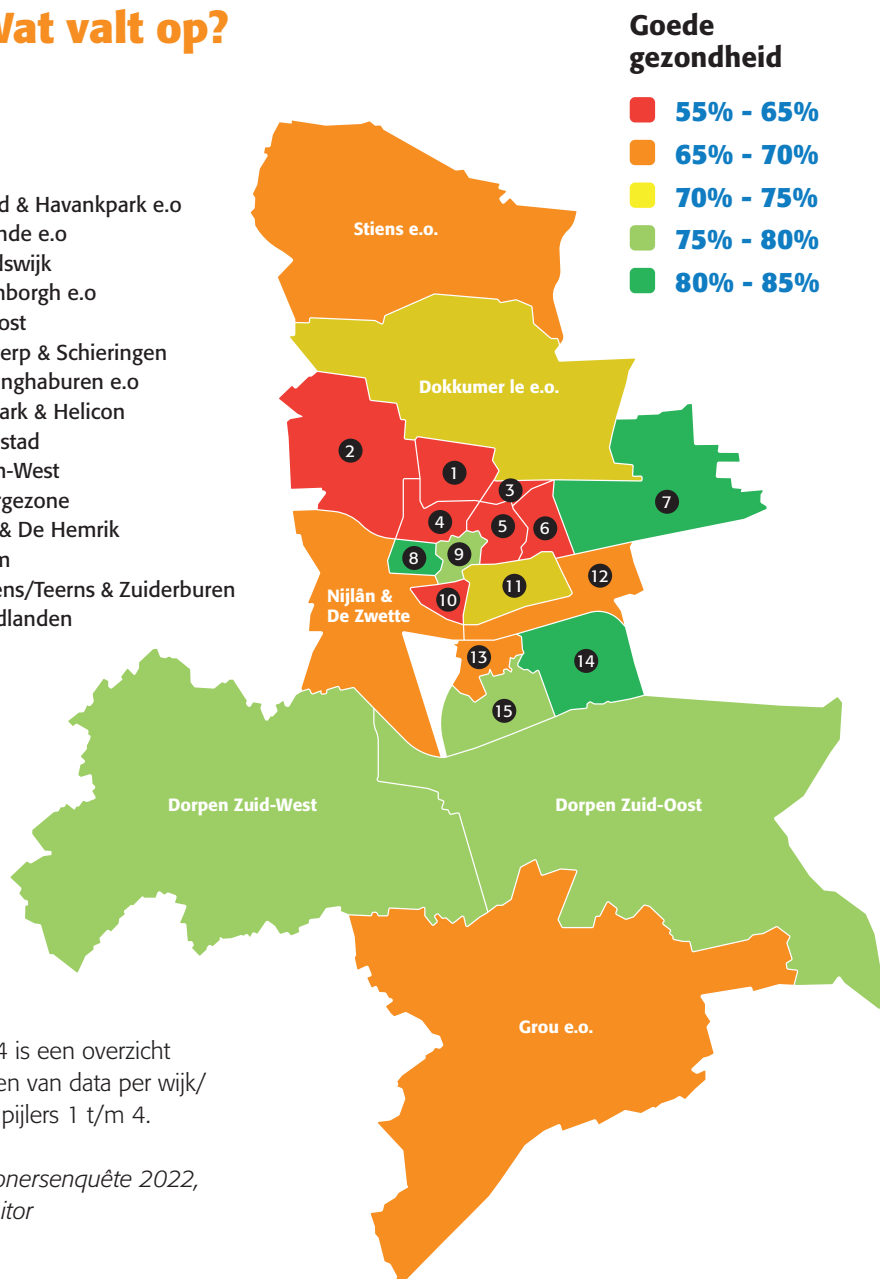 Wat valt op?
Goede
gezondheid
55% - 65%
65% - 70%
70% - 75%
75% - 80%
80% - 85%
d & Havankpark e.o
nde e.o
dswijk
nborgh e.o
ost
erp & Schieringen
nghaburen e.o
ark & Helicon
stad
n-West
rgezone
& De Hemrik
m
ens/Teerns & Zuiderburen
dlanden
Stiens e.o.
Dokkumer Ie e.o.
2
1
3
7
4
5
6
8
9
12
11
10
Nijlân &
De Zwette
13
14
15
Dorpen Zuid-West
Dorpen Zuid-Oost
Grou e.o.
4 is een overzicht
en van data per wijk/
pijlers 1 t/m 4.
onersenquête 2022,
itor